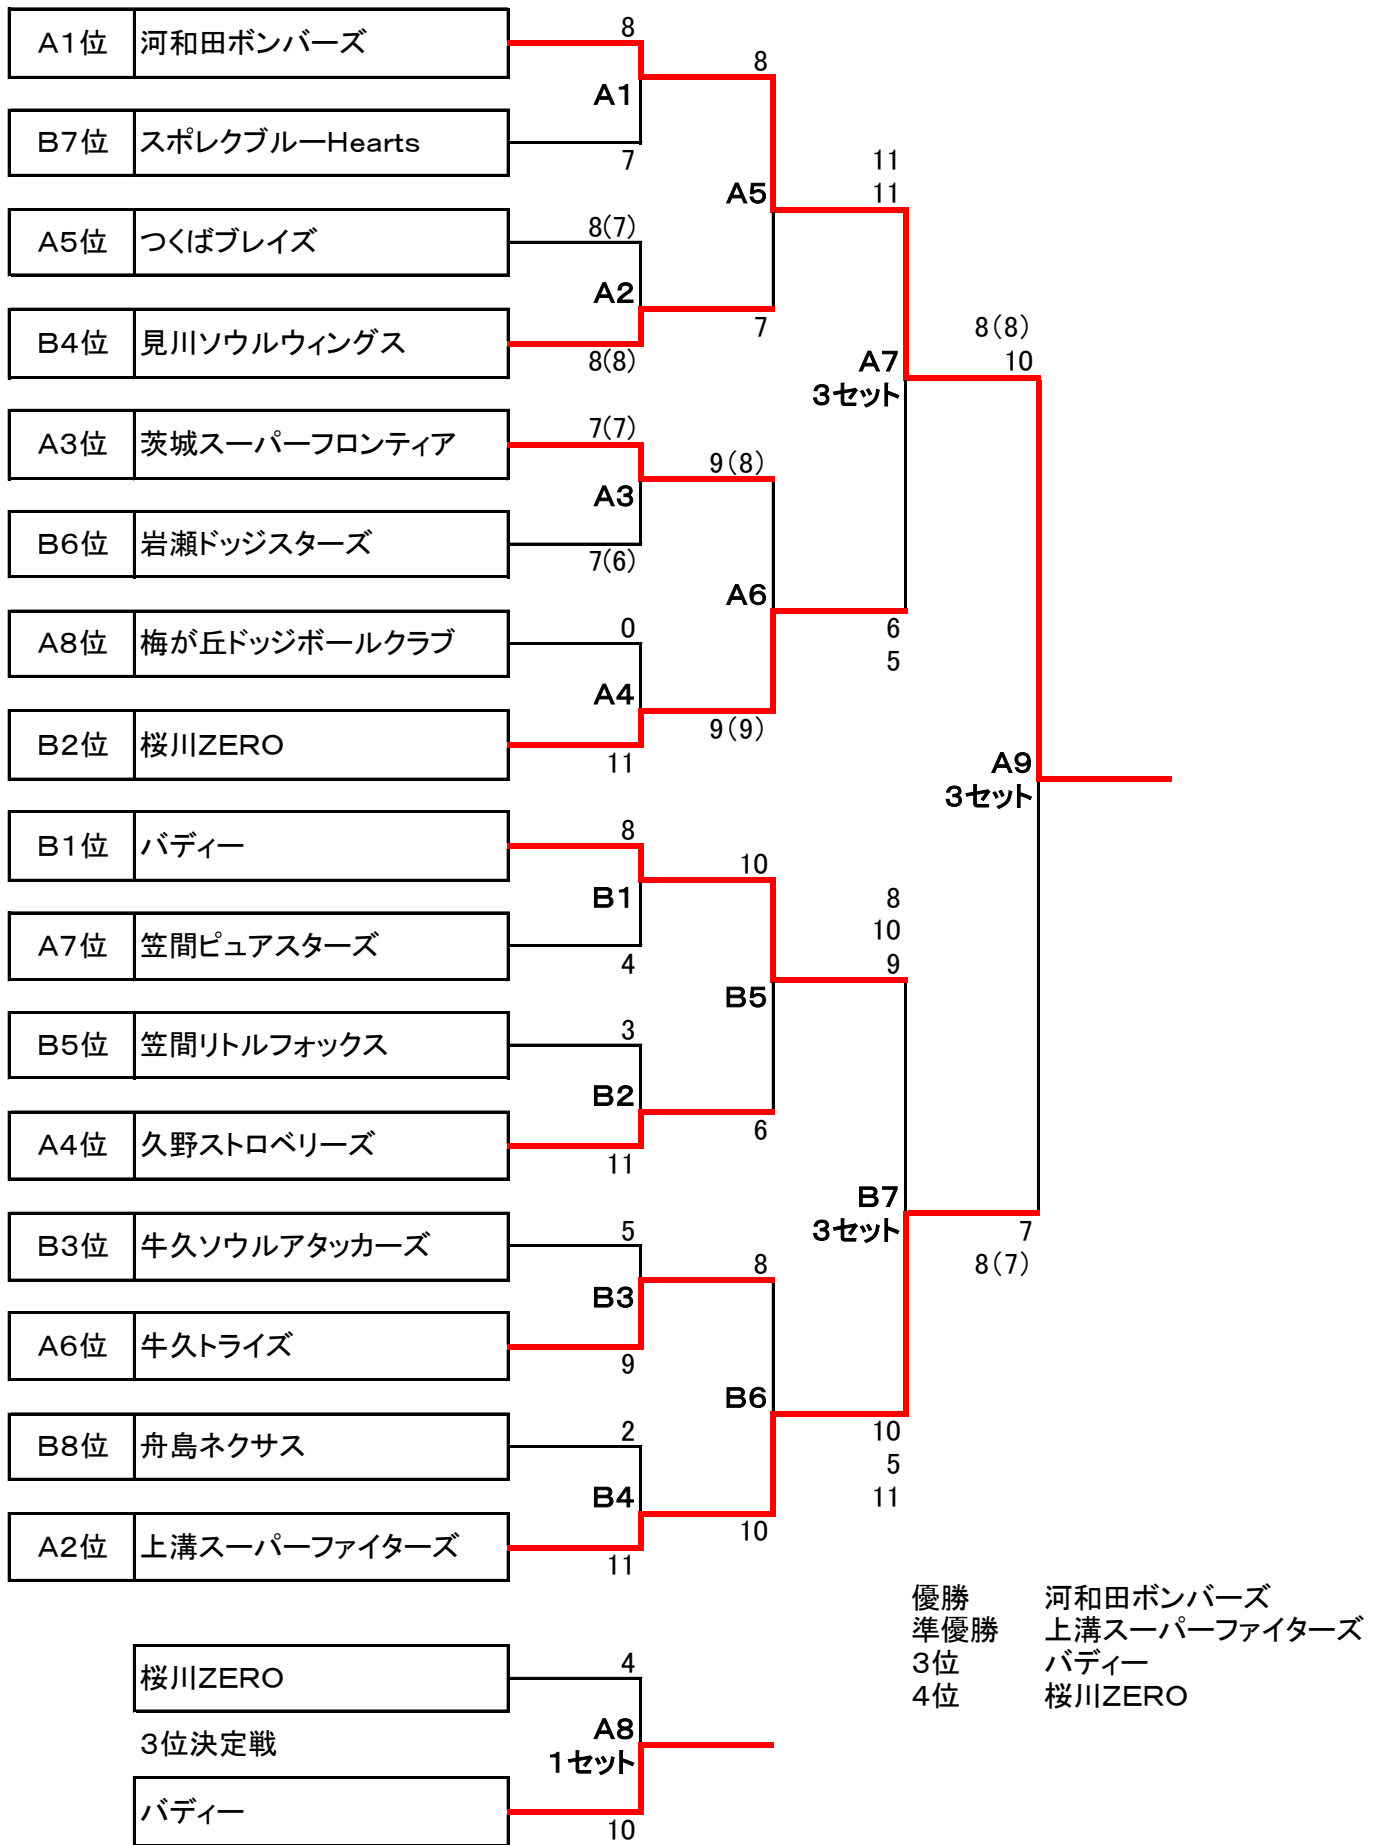 A1位 河和田ボンバーズ
8
8
A1
B7位 スポレクブルーHearts
7
11
11
A5
A5位 つくばブレイズ
8(7)
A2
B4位 見川ソウルウィングス
8(8)
7
8(8)
10
A7
3セット
A3位 茨城スーパーフロンティア
7(7)
9(8)
A3
B6位 岩瀬ドッジスターズ
7(6)
A6
A8位 梅が丘ドッジボールクラブ
0
6
5
A4
B2位 桜川ZERO
11
9(9)
A9
3セット
B1位 バディー
8
10
B1
8
10
9
A7位 笠間ピュアスターズ
4
B5
B5位 笠間リトルフォックス
3
B2
A4位 久野ストロベリーズ
11
6
B7
3セット
7
8(7)
B3位 牛久ソウルアタッカーズ
5
8
B3
A6位 牛久トライズ
9
B6
B8位 舟島ネクサス
2
10
5
11
B4
A2位 上溝スーパーファイターズ
11
10
優勝 河和田ボンバーズ
準優勝 上溝スーパーファイターズ
3位 バディー
4位 桜川ZERO
桜川ZERO
4
3位決定戦
A8
1セット
バディー
10